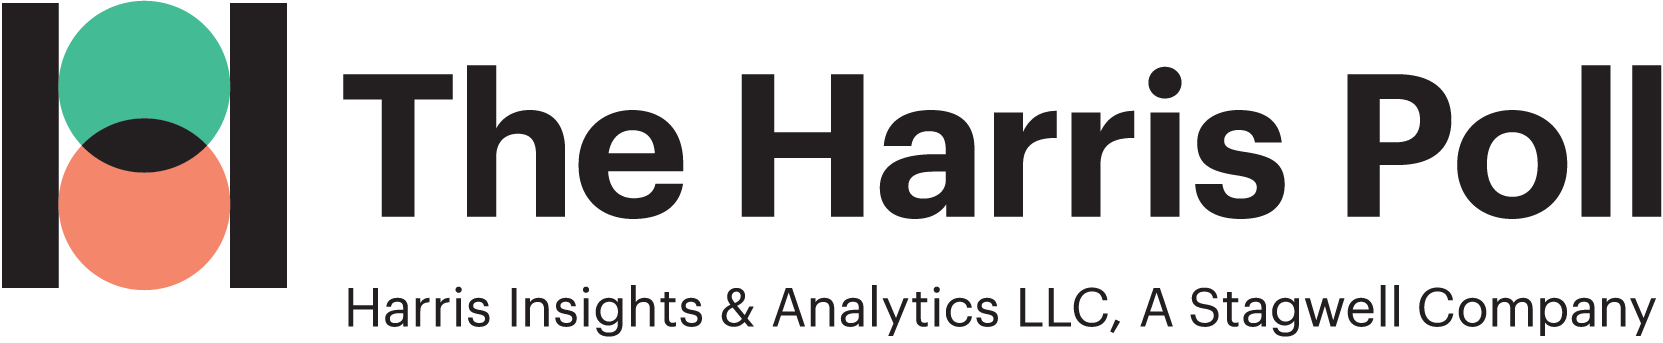 The Harris Poll
Harris Insights & Analytics LLC, A Stagwell Company